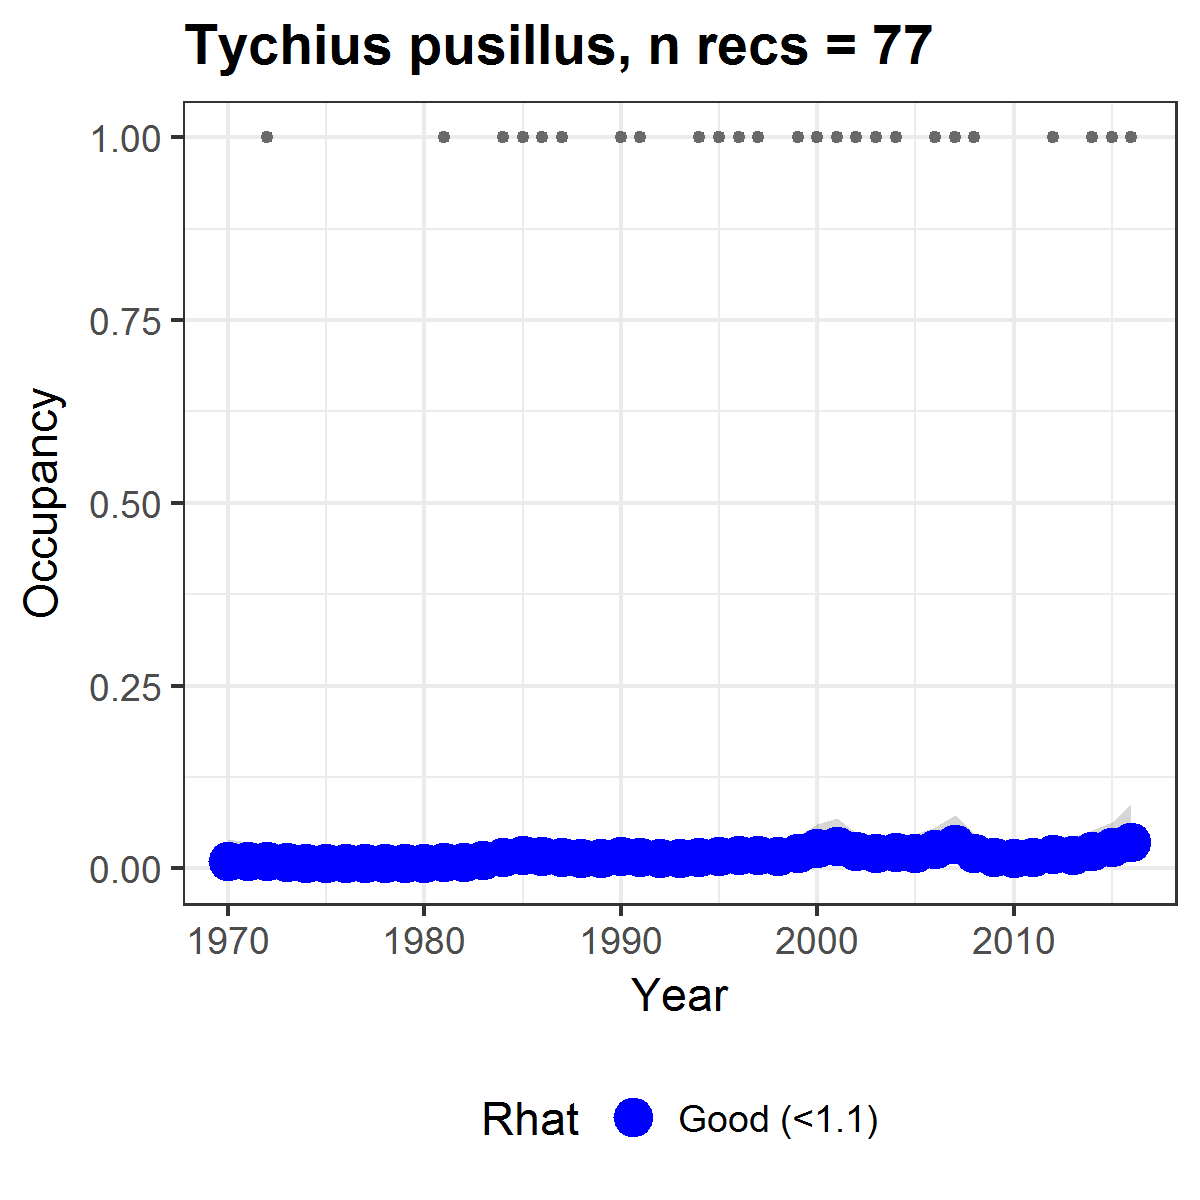 Tychius pusillus, n recs = 77
1.00
0.75
0.50
0.25
0.00
Occupancy
1970 1980 1990 2000 2010
Year
Rhat Good (<1.1)